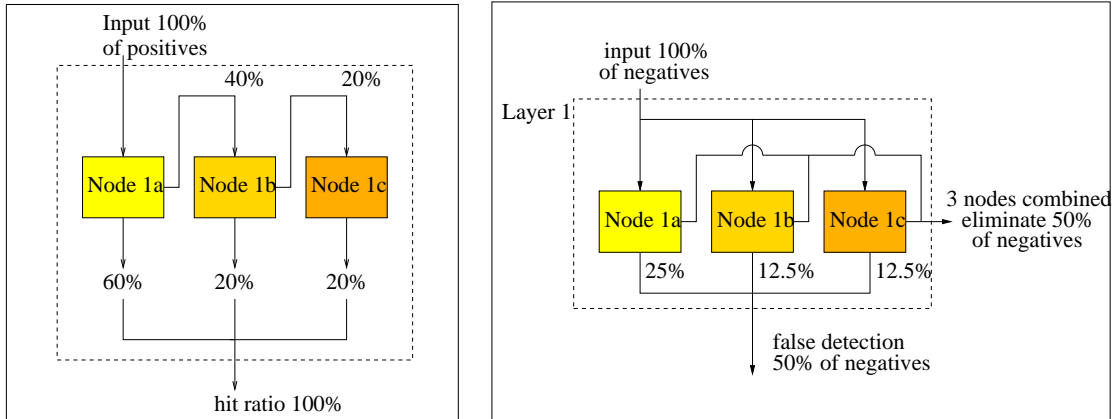 Input 100%
of positives
40%
20%
Node 1a
Node 1b
Node 1c
60%
20%
20%
hit ratio 100%
input 100%
of negatives
Layer 1
Node 1a
Node 1b
Node 1c
3 nodes combined
eliminate 50%
of negatives
25%
12.5%
12.5%
false detection
50% of negatives